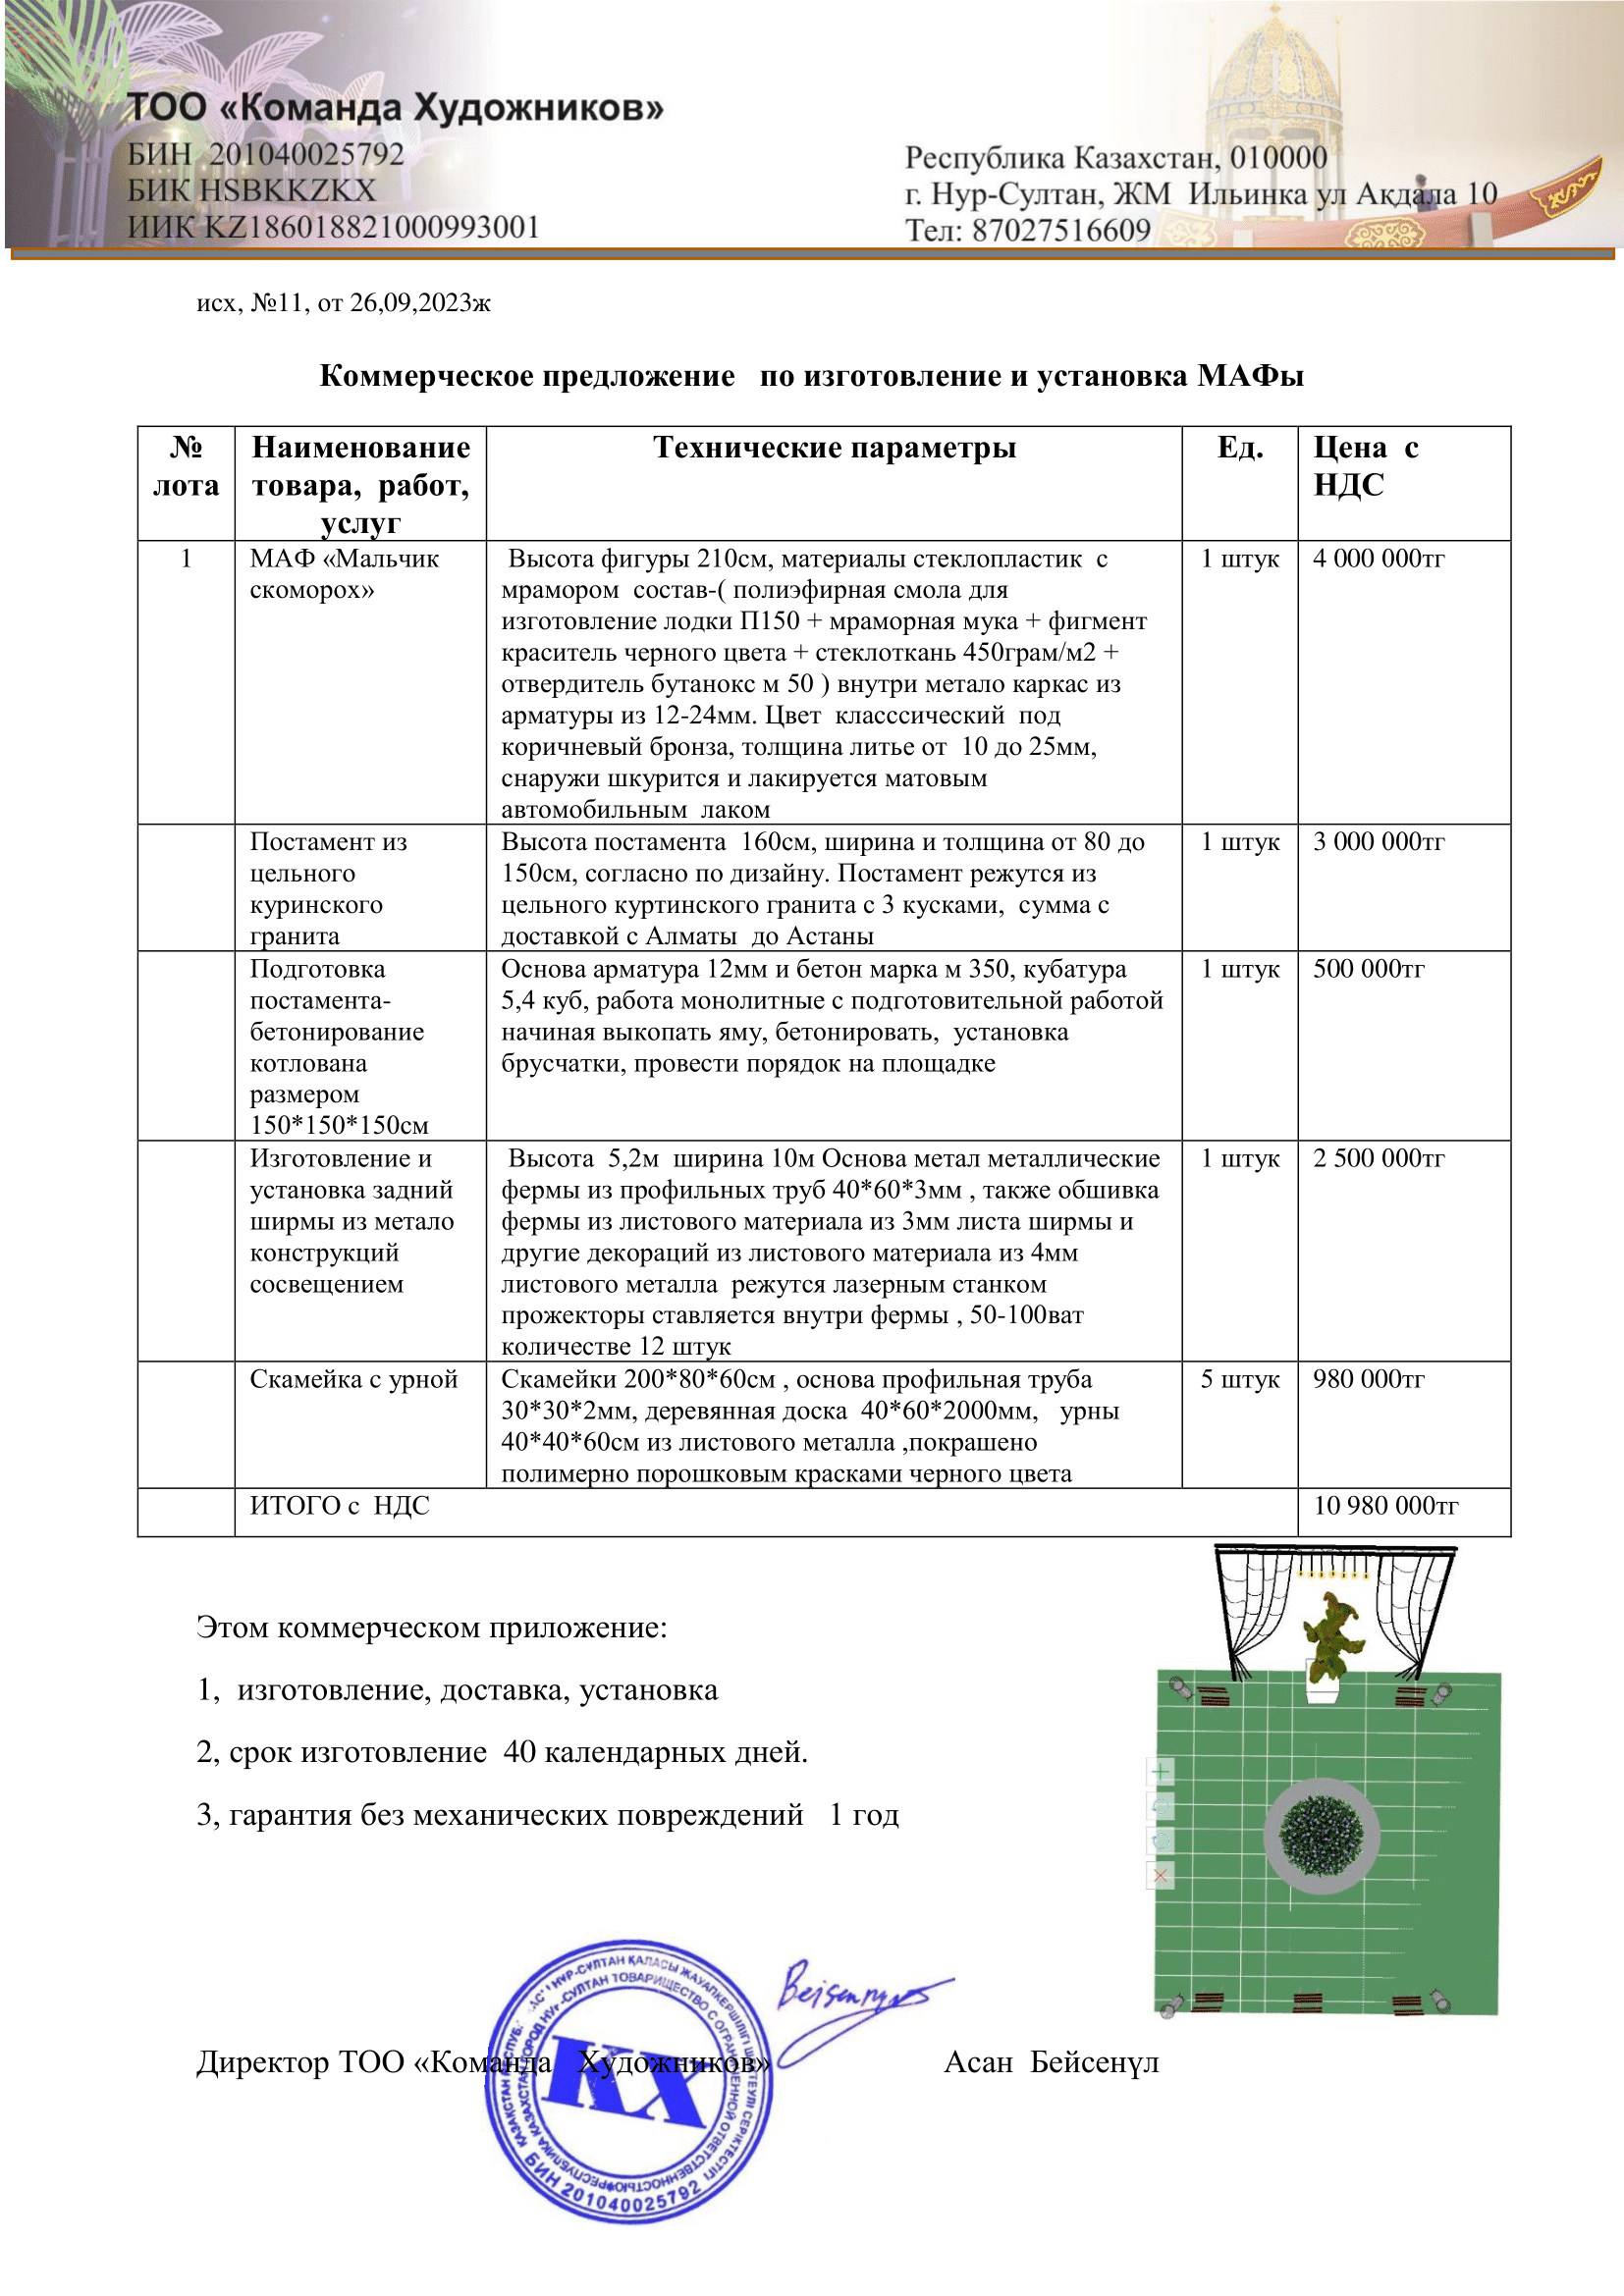 ТОО «Команда Художников»
БИН 201040025792
БИК HSBKKZKX
ИИК KZ186018821000993001
Республика Казахстан, 010000
г. Нур-Султан, ЖМ Ильинка ул Акдала 10
Тел: 87027516609
исх, №11, от 26,09,2023ж
Коммерческое предложение по изготовление и установка МАФы
№
лота
Наименование
товара, работ,
услуг
Технические параметры
Ед.
Цена с
НДС
1
МАФ «Мальчик
скоморох»
Высота фигуры 210см, материалы стеклопластик с
мрамором состав-( полиэфирная смола для
изготовление лодки П150 + мраморная мука + фигмент
краситель черного цвета + стеклоткань 450грам/м2 +
отвердитель бутанокс м 50 ) внутри метало каркас из
арматуры из 12-24мм. Цвет класссический под
коричневый бронза, толщина литье от 10 до 25мм,
снаружи шкурится и лакируется матовым
автомобильным лаком
1 штук
4 000 000тг
Постамент из
цельного
куринского
гранита
Высота постамента 160см, ширина и толщина от 80 до
150см, согласно по дизайну. Постамент режутся из
цельного куртинского гранита с 3 кусками, сумма с
доставкой с Алматы до Астаны
1 штук
3 000 000тг
Подготовка
постамента-
бетонирование
котлована
размером
150*150*150см
Основа арматура 12мм и бетон марка м 350, кубатура
5,4 куб, работа монолитные с подготовительной работой
начиная выкопать яму, бетонировать, установка
брусчатки, провести порядок на площадке
1 штук
500 000тг
Изготовление и
установка задний
ширмы из метало
конструкций
сосвещением
Высота 5,2м ширина 10м Основа метал металлические
фермы из профильных труб 40*60*3мм , также обшивка
фермы из листового материала из 3мм листа ширмы и
другие декораций из листового материала из 4мм
листового металла режутся лазерным станком
прожекторы ставляется внутри фермы , 50-100ват
количестве 12 штук
1 штук
2 500 000тг
Скамейка с урной
Скамейки 200*80*60см , основа профильная труба
30*30*2мм, деревянная доска 40*60*2000мм, урны
40*40*60см из листового металла ,покрашено
полимерно порошковым красками черного цвета
5 штук
980 000тг
ИТОГО с НДС
10 980 000тг
Этом коммерческом приложение:
1, изготовление, доставка, установка
2, срок изготовление 40 календарных дней.
3, гарантия без механических повреждений 1 год
Директор ТОО «Команда Художников»
Асан Бейсенүл
НҰР-СҰЛТАН ҚАЛАСЫ ЖАУАПКЕРШІЛІГІ ШЕКТЕУЛІ СЕРІКТЕСТІГІ
ТОВАРИЩЕСТВО С ОГРАНИЧЕННОЙ ОТВЕТСТВЕННОСТЬЮ
КХ
БИН 201040025792